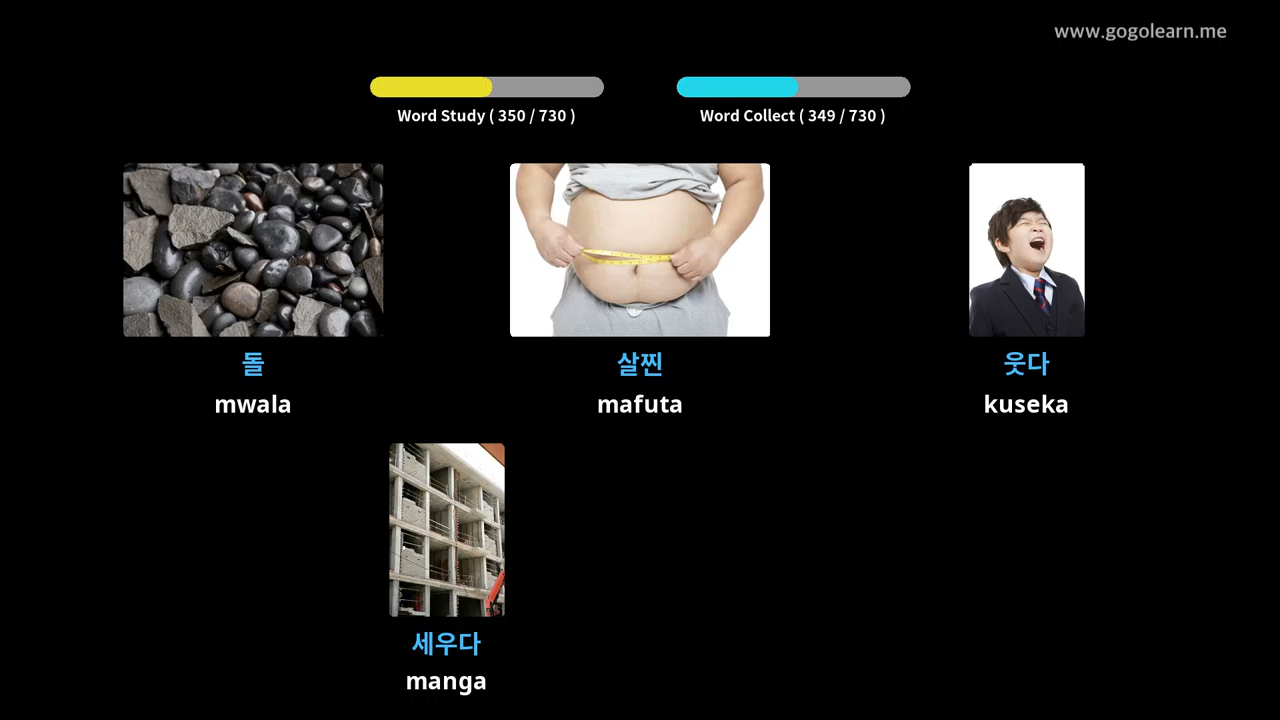 www.gogolearn.me
Word Study ( 350 / 730 )
Word Collect ( 349 / 730 )
돌
mwala
살찐
mafuta
웃다
kuseka
세우다
manga